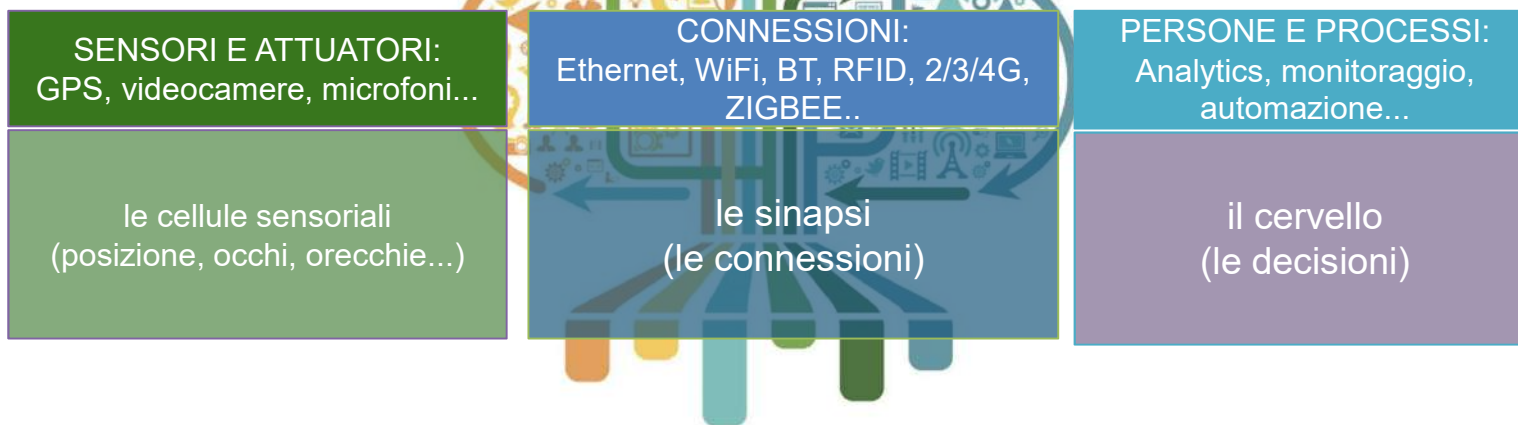 SENSORI E ATTUATORI:
GPS, videocamere, microfoni...
le cellule sensoriali
(posizione, occhi, orecchie...)
CONNESSIONI:
Ethernet, WiFi, BT, RFID, 2/3/4G,
ZIGBEE..
le sinapsi
(le connessioni)
PERSONE E PROCESSI:
Analytics, monitoraggio,
automazione...
il cervello
(le decisioni)